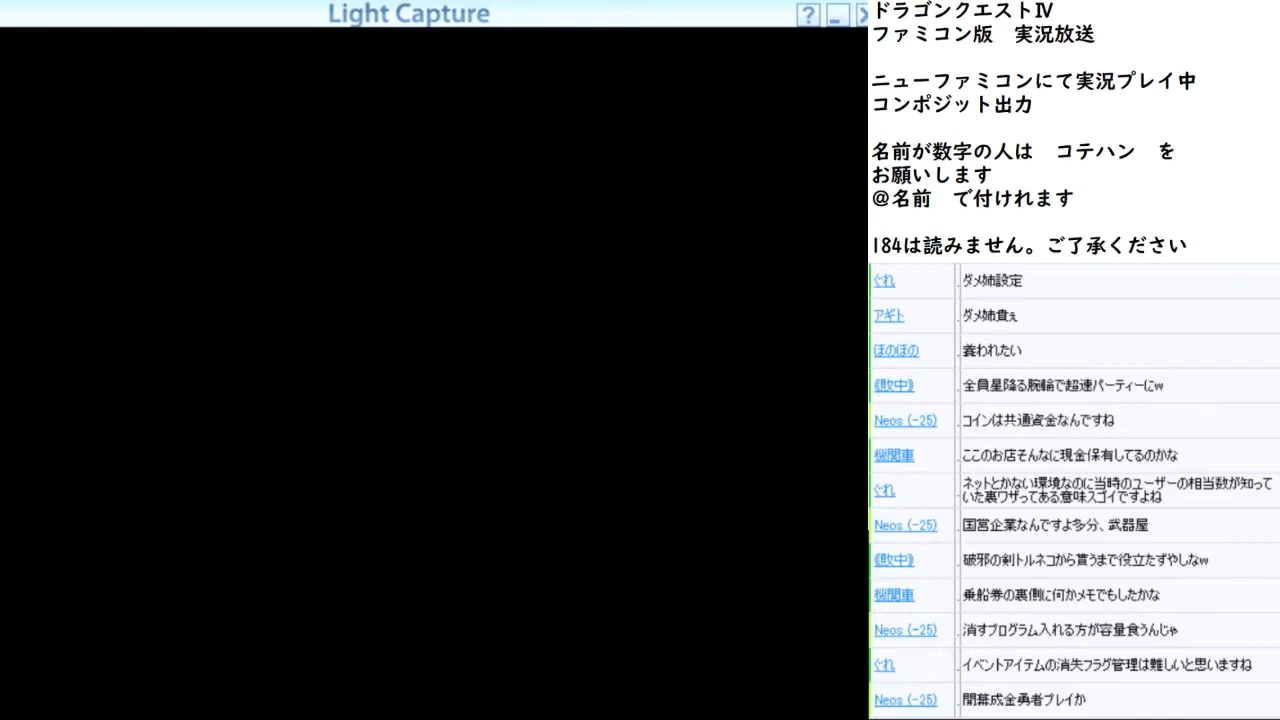 Light Capture
ドラゴンクエストⅣ
ファミコン版　実況放送
ニューファミコンにて実況プレイ中
コンポジット出力
名前が数字の人は　コテハン　を
お願いします
@名前　で付けれます
184は読みません。ご了承ください
ぐれ ダメ姉設定
アギト ダメ姉貴ぇ
ぼのぼの 養われたい
《敗中》 全員星降る腕輪で超速パーティーにw
Neos (-25) コインは共通資金なんですね
機関車 ここのお店そんなに現金保有してるのかな
ぐれ ネットとかない環境なのに当時のユーザーの相当数が知って
いた裏ワザってある意味スゴイですよね
Neos (-25) 国営企業なんですよ多分、武器屋
《敗中》 破邪の剣トルネコから貰うまで役立たずやしなw
機関車 乗船券の裏側に何かメモでもしたかな
Neos (-25) 消すプログラム入れる方が容量食うんじゃ
ぐれ イベントアイテムの消失フラグ管理は難しいと思いますね
Neos (-25) 開幕成金勇者プレイか